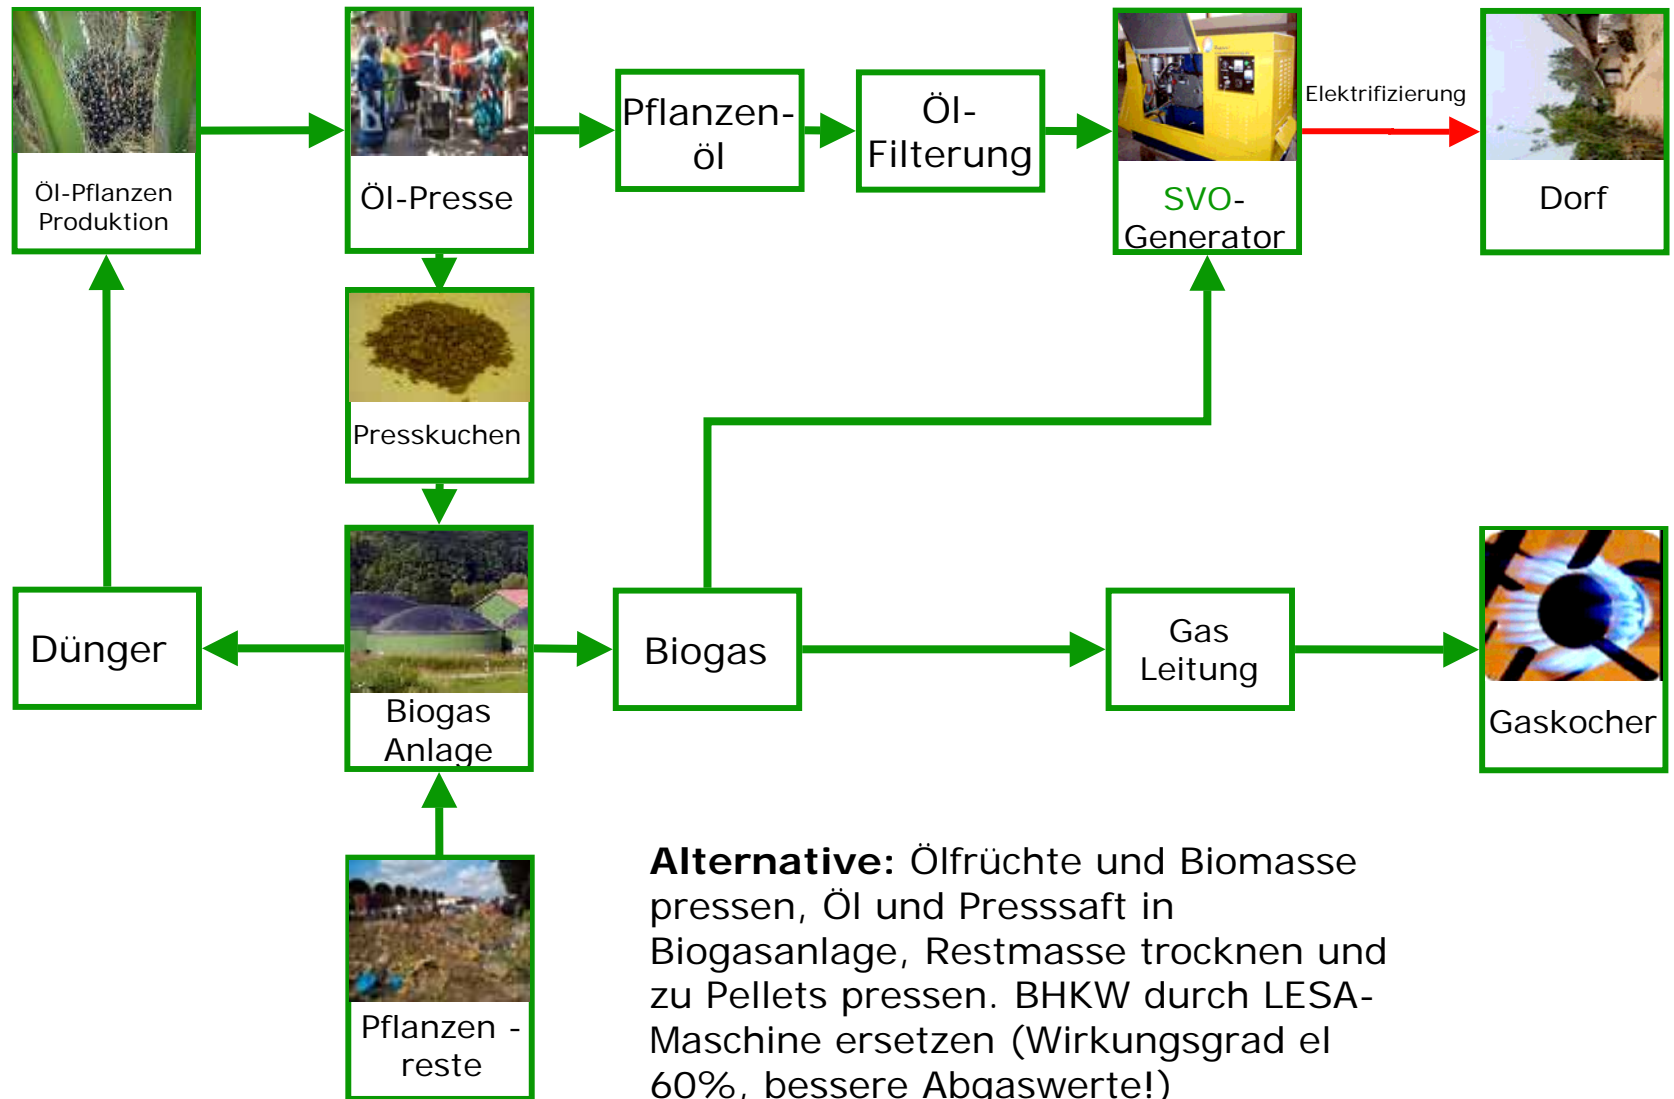 Elektrifizierung
Öl-Pflanzen
Produktion
Öl-Presse
Pflanzen-
öl
Öl-
Filterung
SVO-
Generator
Dorf
Presskuchen
Dünger
Biogas
Anlage
Biogas
Gas
Leitung
Gaskocher
Pflanzen -
reste
Alternative: Ölfrüchte und Biomasse
pressen, Öl und Presssaft in
Biogasanlage, Restmasse trocknen und
zu Pellets pressen. BHKW durch LESA-
Maschine ersetzen (Wirkungsgrad el
60%, bessere Abgaswerte!)